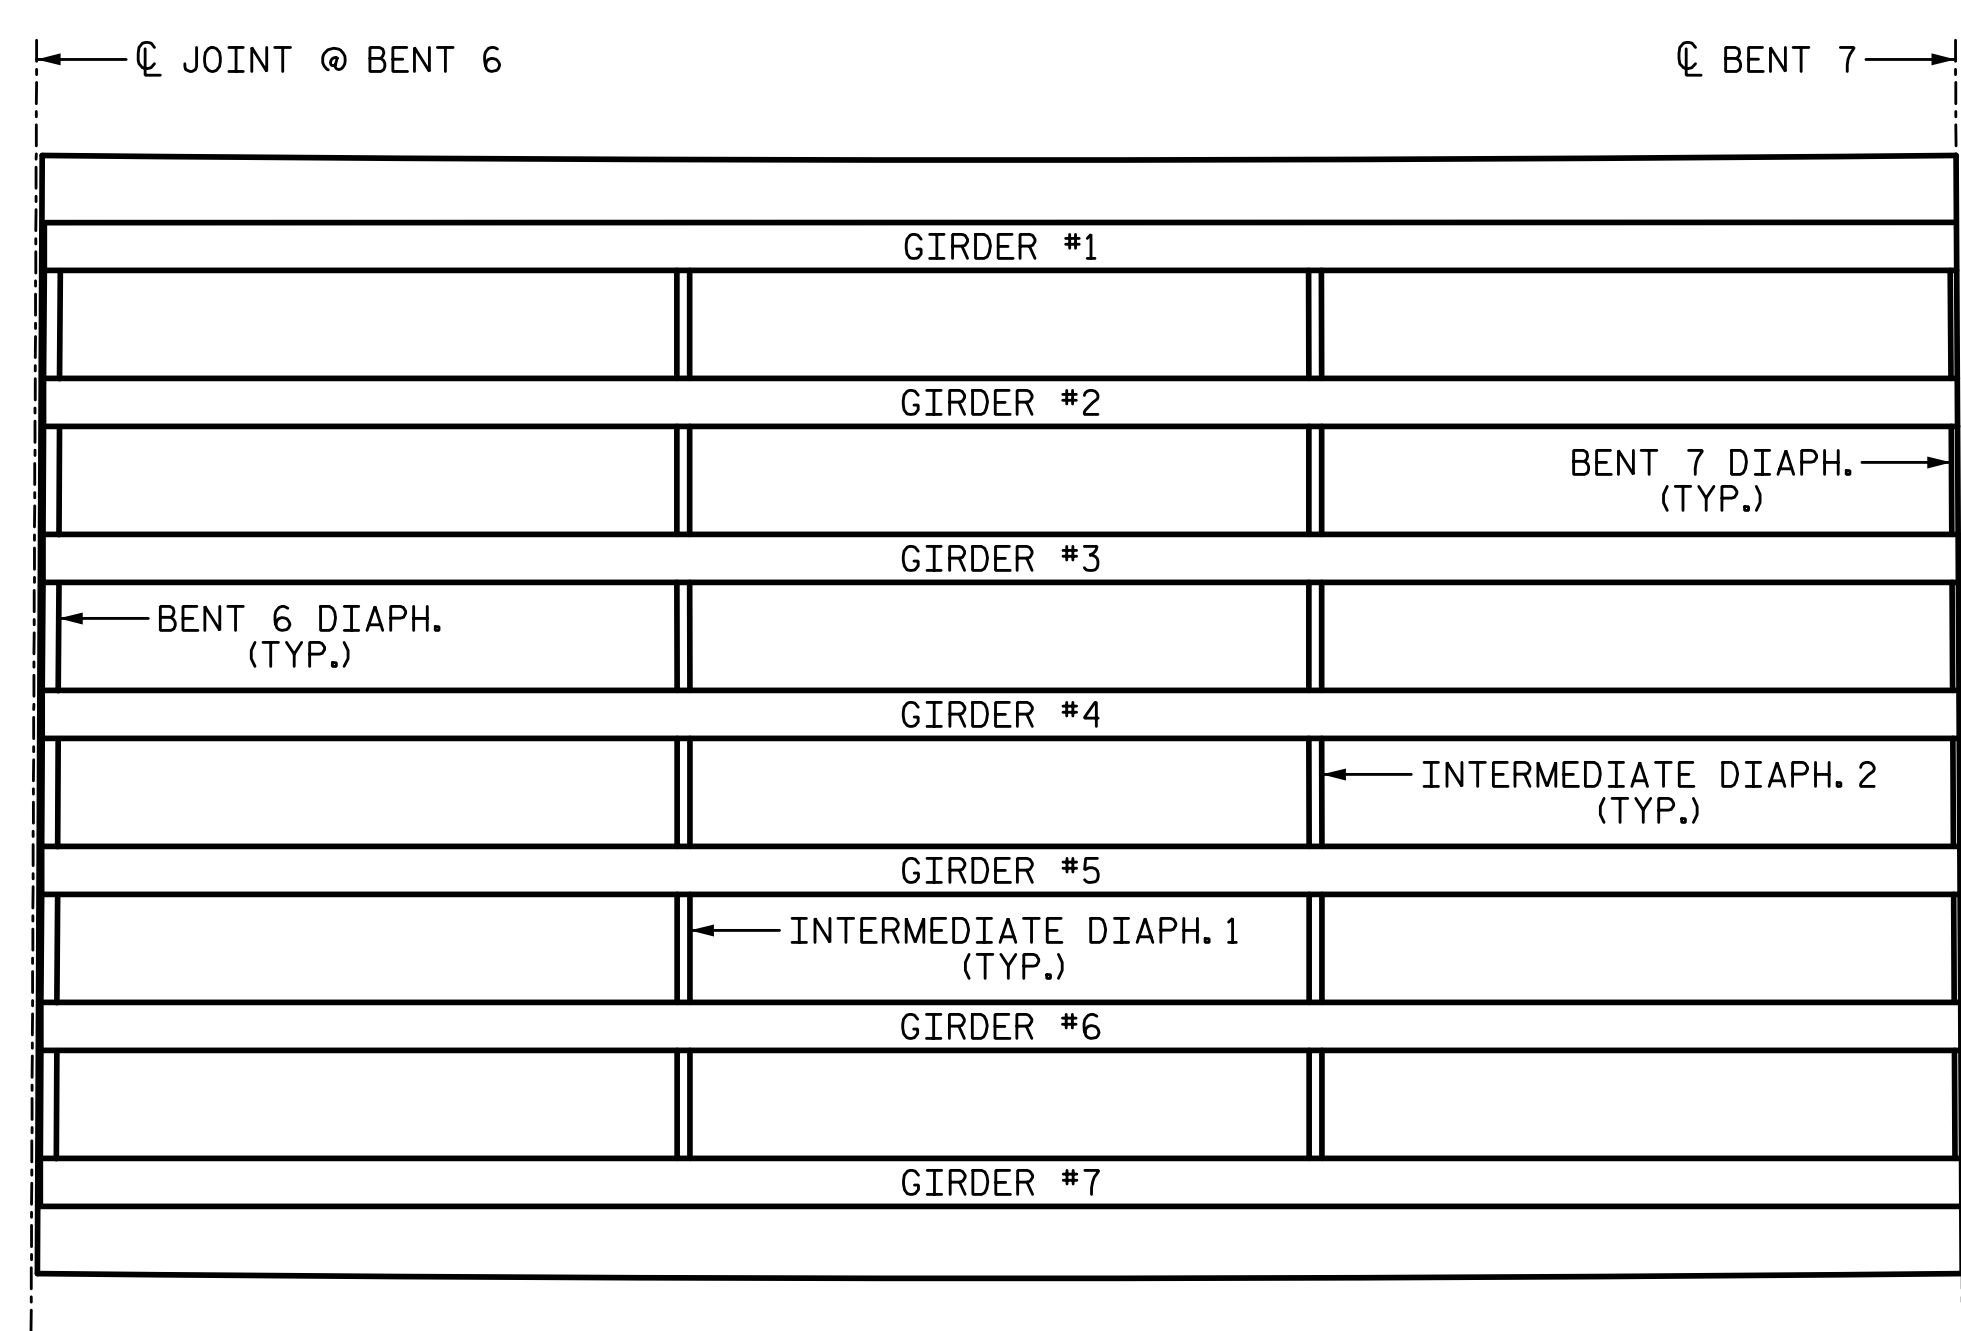 ℄ JOINT @ BENT 6
℄ BENT 7
GIRDER #1
GIRDER #2
BENT 7 DIAPH.
(TYP.)
GIRDER #3
BENT 6 DIAPH.
(TYP.)
GIRDER #4
INTERMEDIATE DIAPH. 2
(TYP.)
GIRDER #5
INTERMEDIATE DIAPH. 1
(TYP.)
GIRDER #6
GIRDER #7